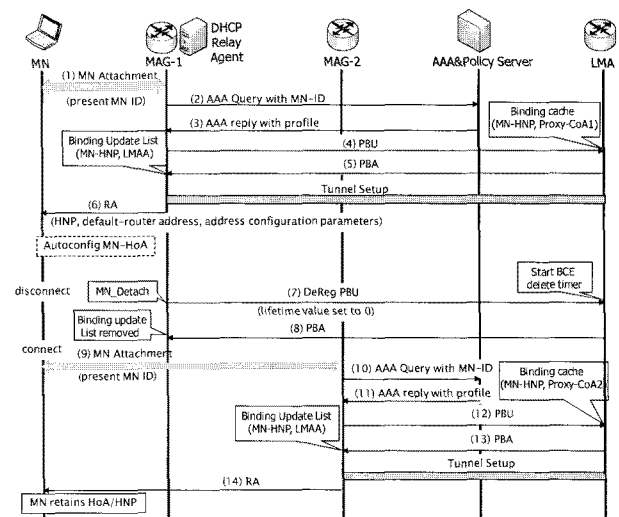 DHCP
Relay
Agent
MN
MAG-1
MAG-2
AAA&Policy Server
LMA
(1) MN Attachment
(present MN ID)
(2) AAA Query with MN-ID
(3) AAA reply with profile
Binding cache
(MN-HNP, Proxy-CoA1)
Binding Update List
(MN-HNP, LMAA)
(4) PBU
(5) PBA
Tunnel Setup
(6) RA
(HNP, default-router address, address configuration parameters)
Autoconfig MN-HoA
Start BCE
delete timer
disconnect
MN_Detach
(7) DeReg PBU
(lifetime value set to 0)
Binding update
List removed
(8) PBA
connect
(9) MN Attachment
(present MN ID)
(10) AAA Query with MN-ID
(11) AAA reply with profile
Binding cache
(MN-HNP, Proxy-CoA2
(12) PBU
Binding Update List
(MN-HNP, LMAA)
(13) PBA
Tunnel Setup
(14) RA
MN retains HoA/HNP